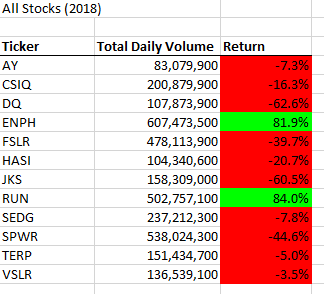 All Stocks (2018)
Ticker Total Daily Volume Return
AY 83,079,900 -7.3%
CSIQ 200,879,900 -16.3%
DQ 107,873,900 -62.6%
ENPH 607,473,500 81.9%
FSLR 478,113,900 -39.7%
HASI 104,340,600 -20.7%
JKS 158,309,000 -60.5%
RUN 502,757,100 84.0%
SEDG 237,212,300 -7.8%
SPWR 538,024,300 -44.6%
TERP 151,434,700 -5.0%
VSLR 136,539,100 -3.5%